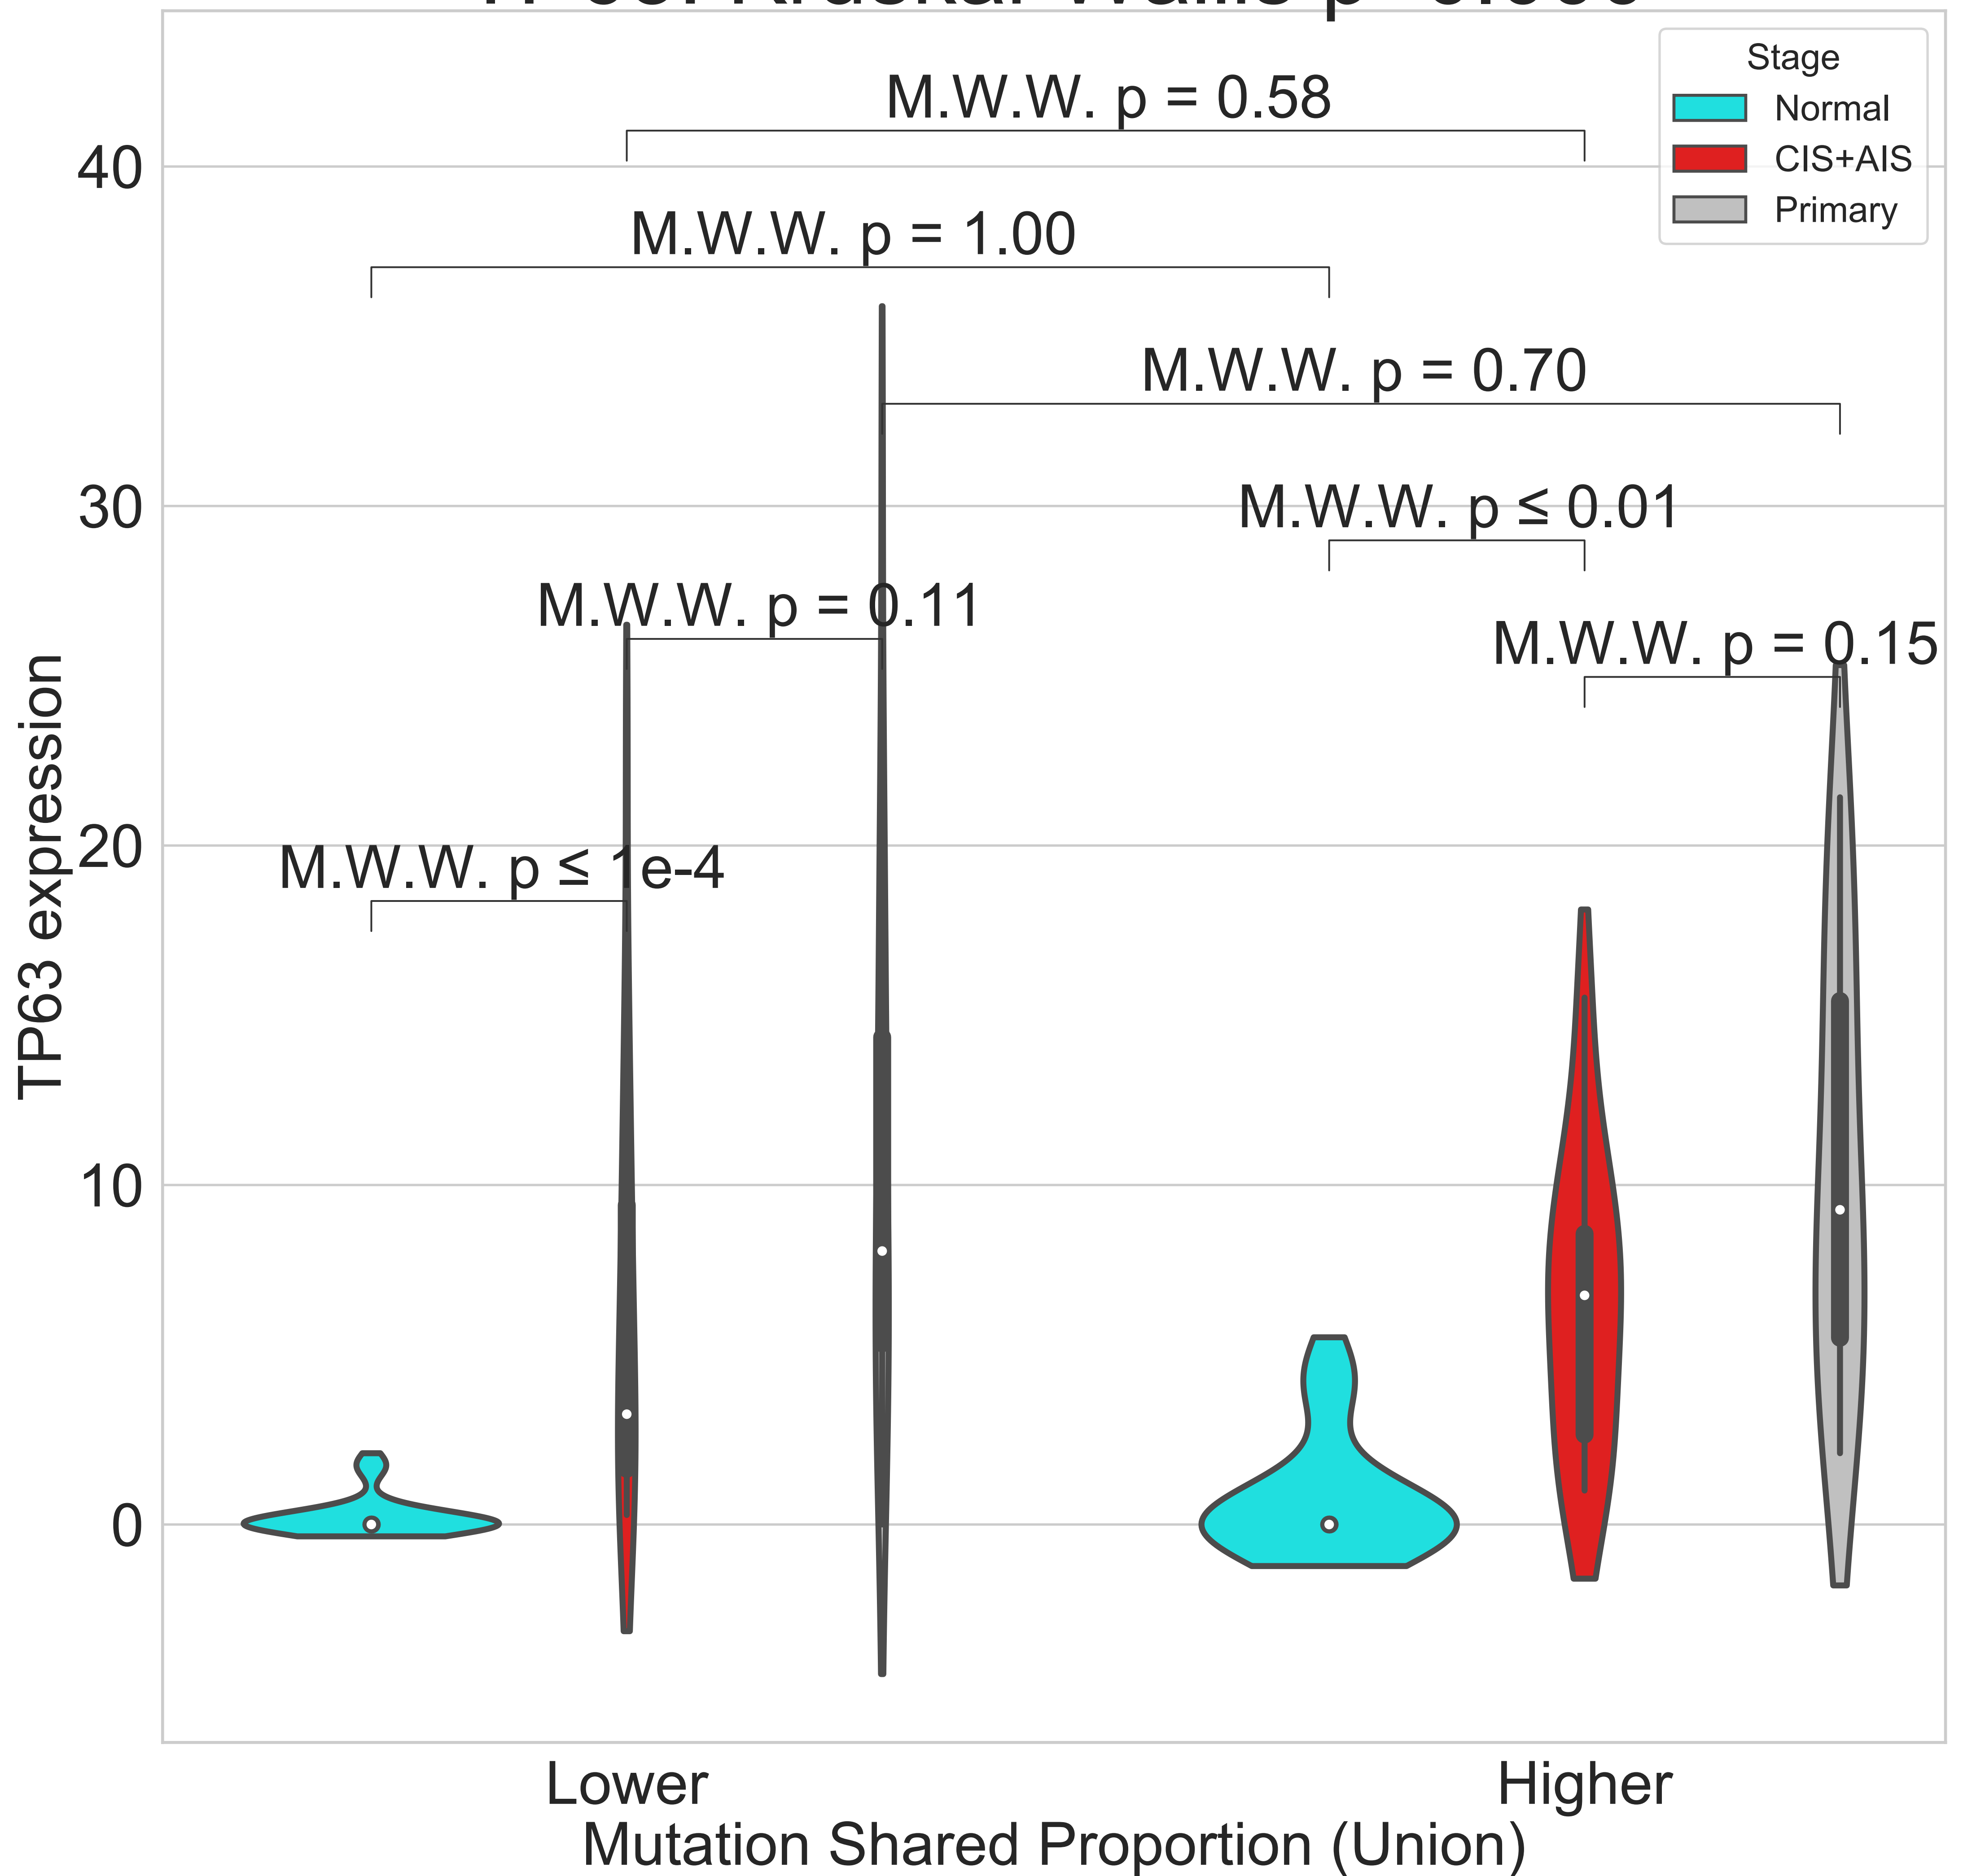 Stage
Normal
CIS+AIS
Primary
M.W.W. p = 0.58
M.W.W. p = 1.00
M.W.W. p = 0.70
M.W.W. p ≤ 0.01
M.W.W. p = 0.11
M.W.W. p = 0.15
M.W.W. p ≤ 1e-4
40
30
20
10
0
TP63 expression
Lower
Higher
Mutation Shared Proportion (Union)